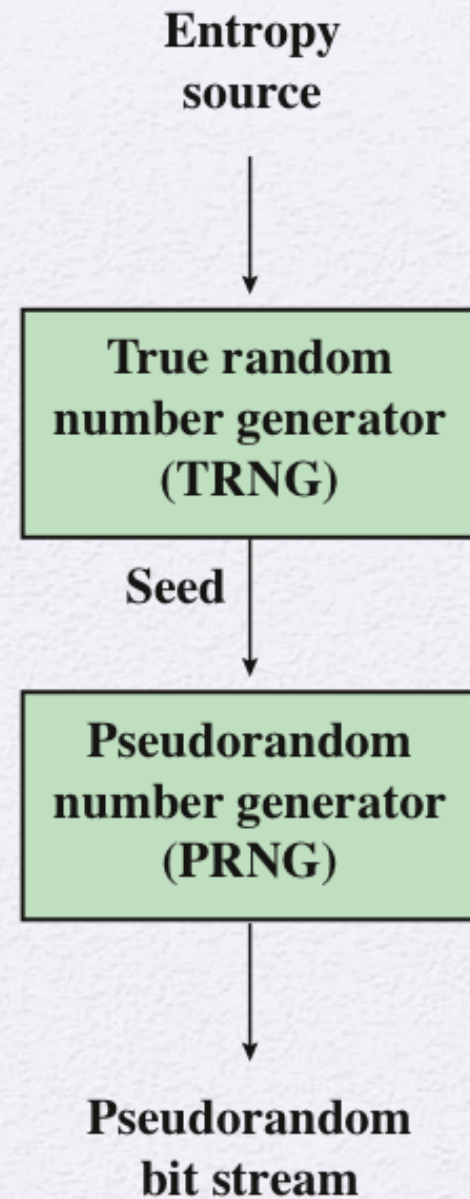 Entropy
source
True random
number generator
(TRNG)
Seed
Pseudorandom
number generator
(PRNG)
Pseudorandom
bit stream